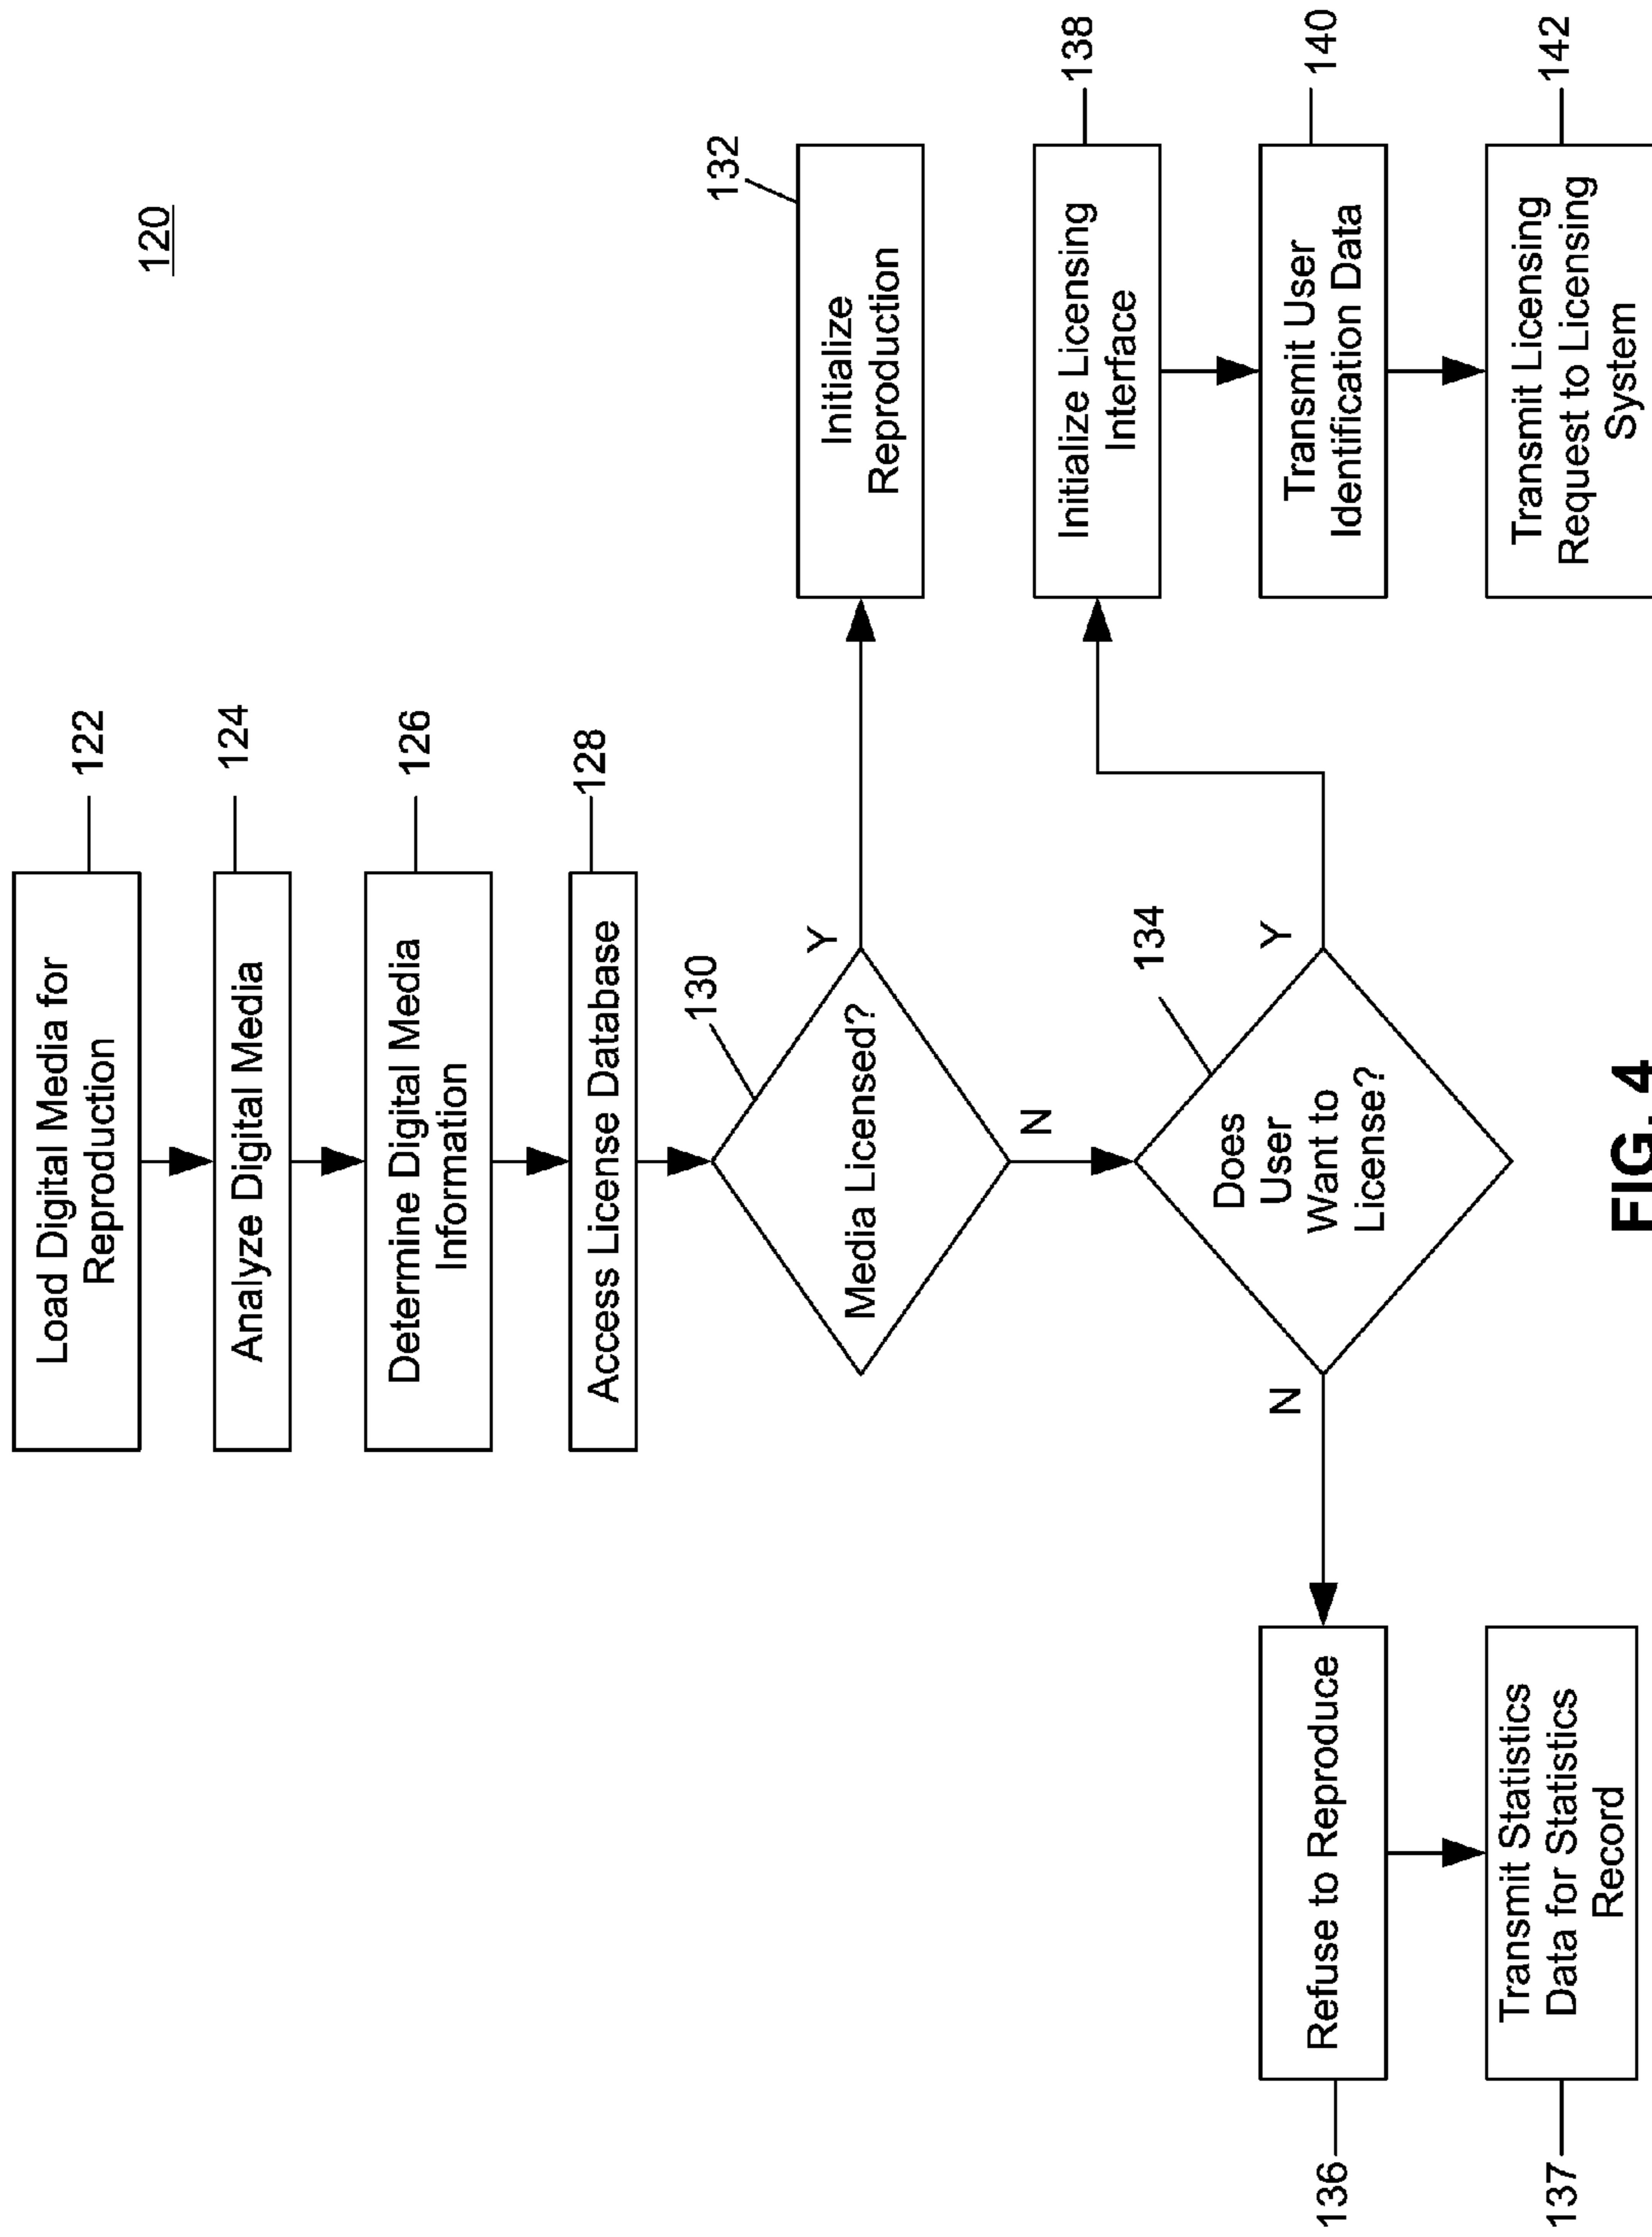 120
Load Digital Media for
Reproduction
122
Analyze Digital Media
124
Determine Digital Media
Information
126
Access License Database
128
130
Media Licensed?
Y
N
132
Initialize
Reproduction
134
Does
User
Want to
License?
Y
N
138
Initialize Licensing
Interface
140
Transmit User
Identification Data
142
Transmit Licensing
Request to Licensing
System
136
Refuse to Reproduce
137
Transmit Statistics
Data for Statistics
Record
FIG. 4